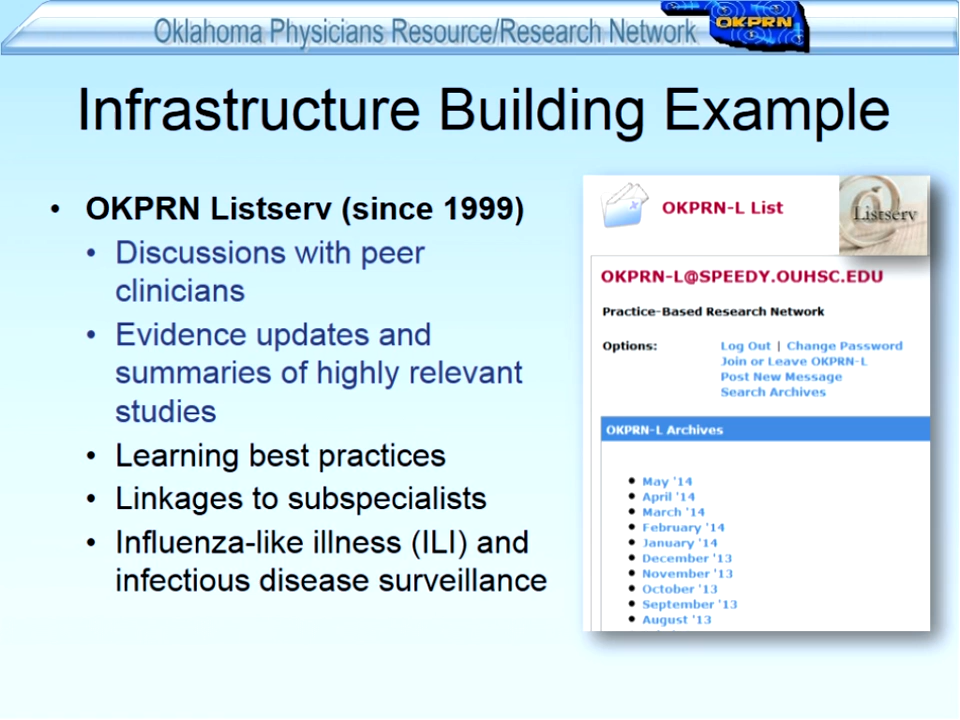 Oklahoma Physicians Resource/Research Network
OKPRN
Infrastructure Building Example
• OKPRN Listserv (since 1999)
• Discussions with peer
clinicians
• Evidence updates and
summaries of highly relevant
studies
• Learning best practices
• Linkages to subspecialists
• Influenza-like illness (ILI) and
infectious disease surveillance
OKPRN-L List
Listserv
OKPRN-L@SPEEDY.OUHSC.EDU
Practice-Based Research Network
Options: Log Out | Change Password
Join or Leave OKPRN-L
Post New Message
Search Archives
OKPRN-L Archives
• May '14
• April '14
• March '14
• February '14
• January '14
• December '13
• November '13
• October '13
• September '13
• August '13